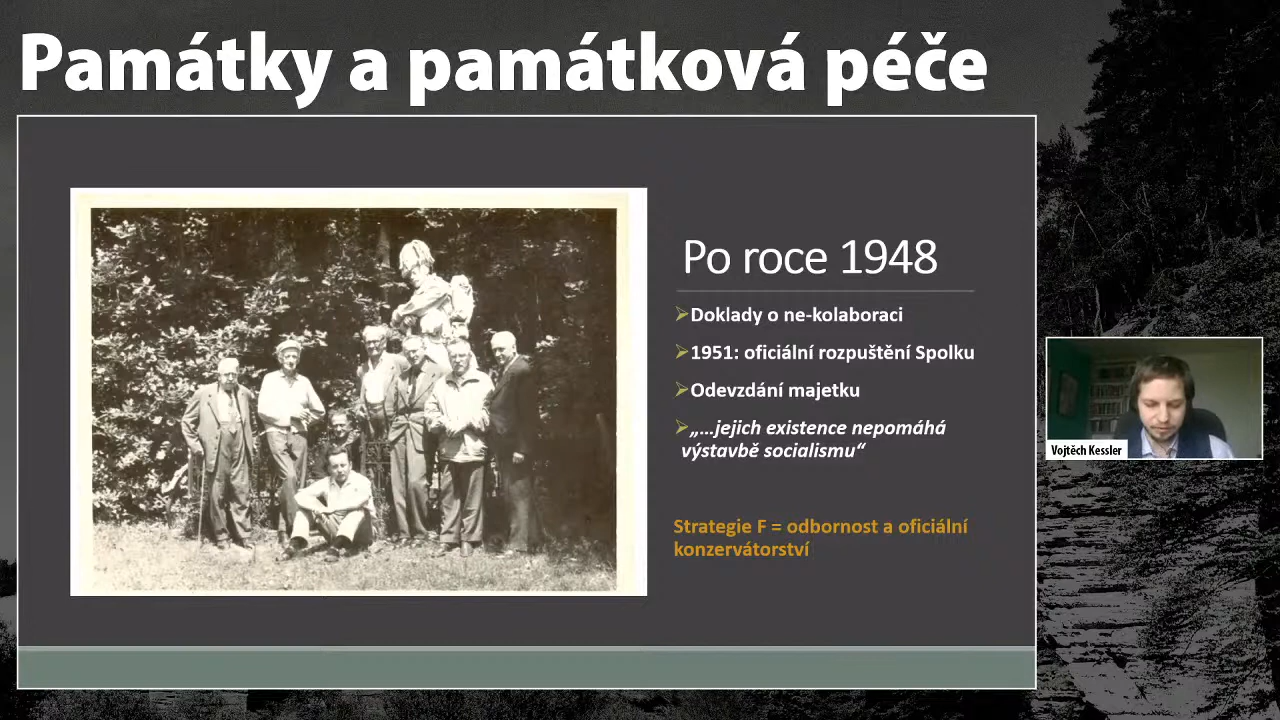 Památky a památková péče
Po roce 1948
Doklady o ne-kolaboraci
1951: oficiální rozpuštění Spolku
Odevzdání majetku
„…jejich existence nepomáhá
výstavbě socialismu“
Strategie F = odbornost a oficiální
konzervátorství
Vojtěch Kessler